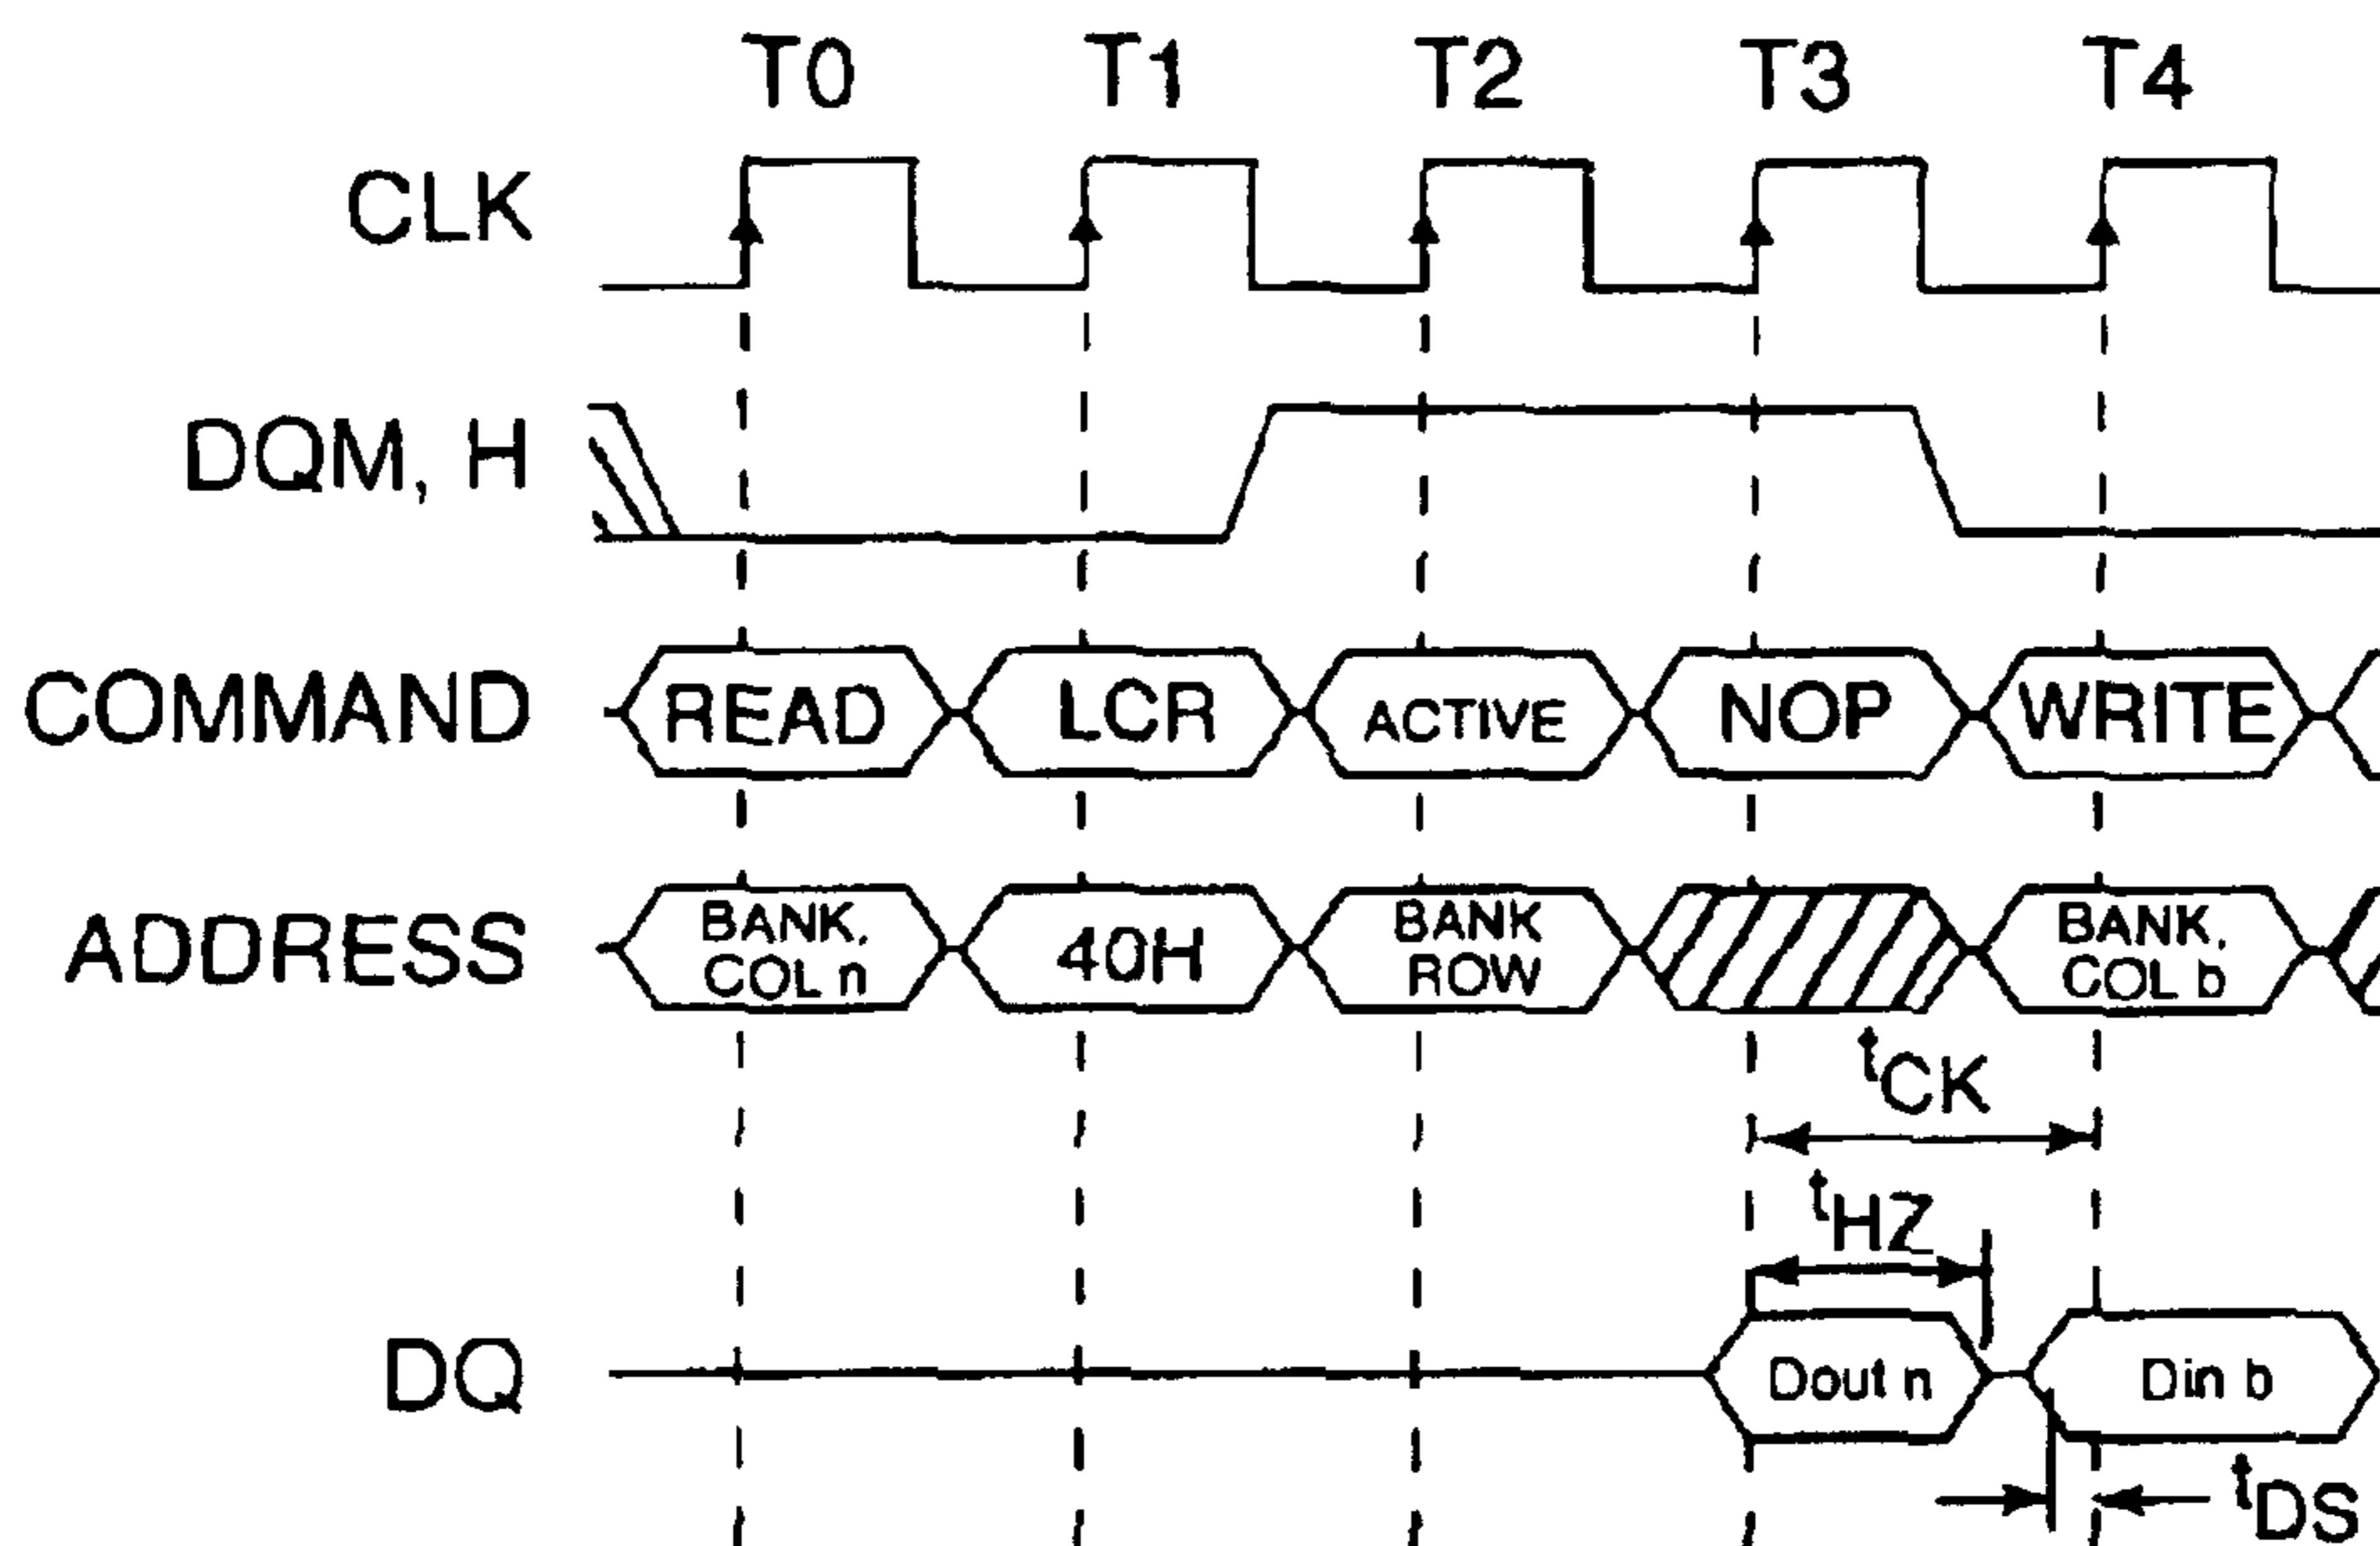 T0 T1 T2 T3 T4
CLK
DQM, H
COMMAND READ LCR ACTIVE NOP WRITE
ADDRESS BANK, COL n 40H BANK ROW BANK, COL b
tCK
tHZ
DQ Dout n Din b
tDS